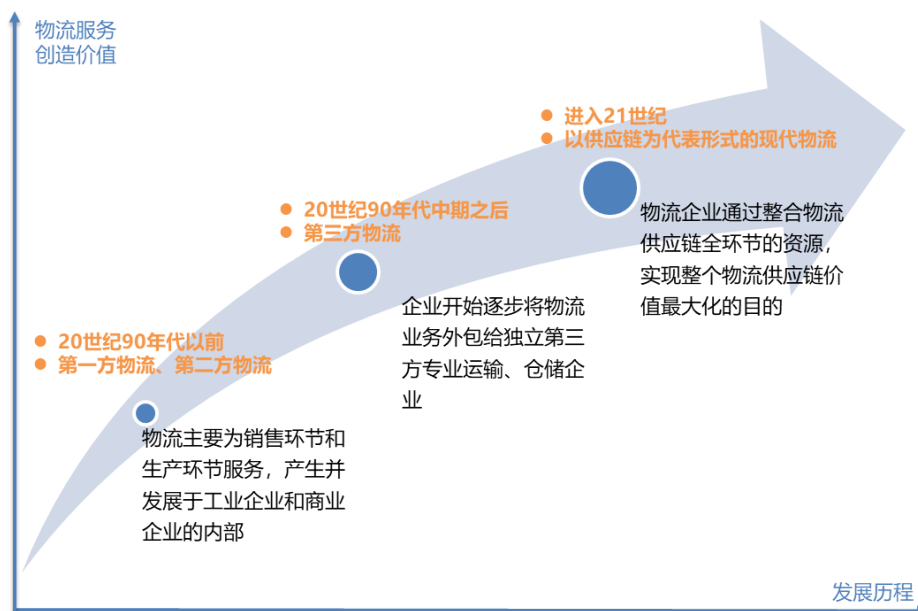 物流服务
创造价值
进入21世纪
以供应链为代表形式的现代物流
物流企业通过整合物流
供应链全环节的资源，
实现整个物流供应链价
值最大化的目的
20世纪90年代中期之后
第三方物流
企业开始逐步将物流
业务外包给独立第三
方专业运输、仓储企
业
20世纪90年代以前
第一方物流、第二方物流
物流主要为销售环节和
生产环节服务，产生并
发展于工业企业和商业
企业的内部
发展历程